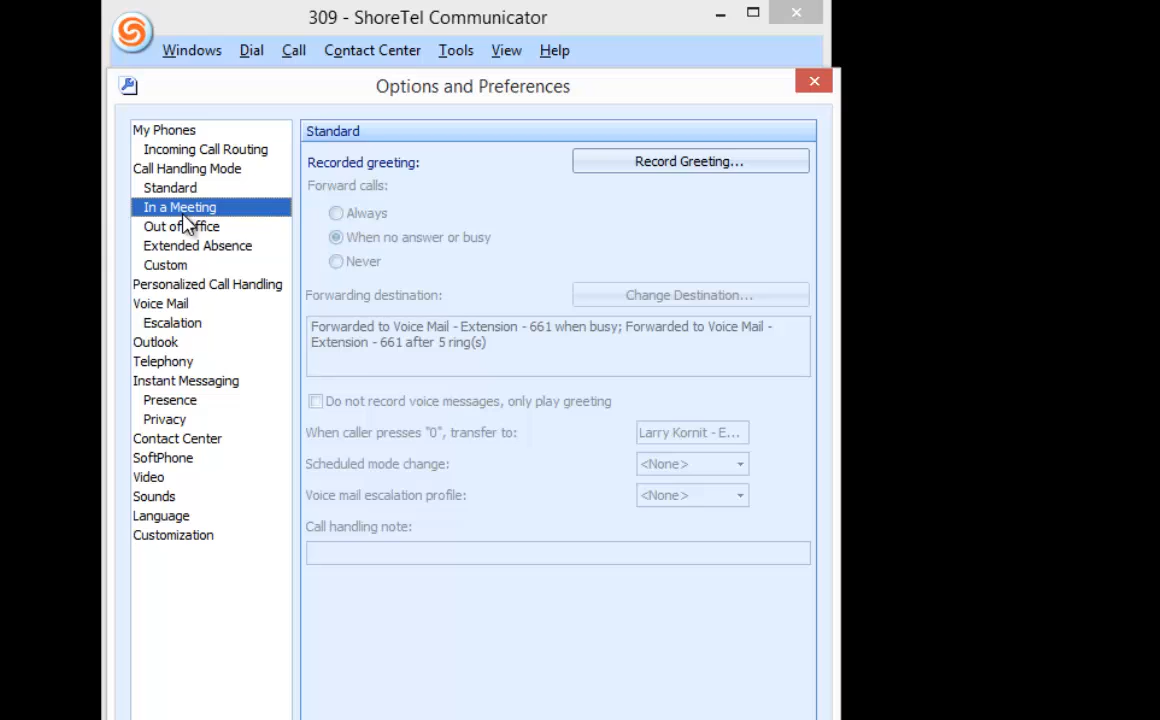 309 - ShoreTel Communicator
Windows Dial Call Contact Center Tools View Help
Options and Preferences
My Phones
Incoming Call Routing
Call Handling Mode
Standard
In a Meeting
Out of Office
Extended Absence
Custom
Personalized Call Handling
Voice Mail
Escalation
Outlook
Telephony
Instant Messaging
Presence
Privacy
Contact Center
SoftPhone
Video
Sounds
Language
Customization
Standard
Recorded greeting: Record Greeting...
Forward calls:
Always
When no answer or busy
Never
Forwarding destination: Change Destination...
Forwarded to Voice Mail - Extension - 661 when busy; Forwarded to Voice Mail -
Extension - 661 after 5 ring(s)
Do not record voice messages, only play greeting
When caller presses "0", transfer to: Larry Kornit - E...
Scheduled mode change: <None>
Voice mail escalation profile: <None>
Call handling note: